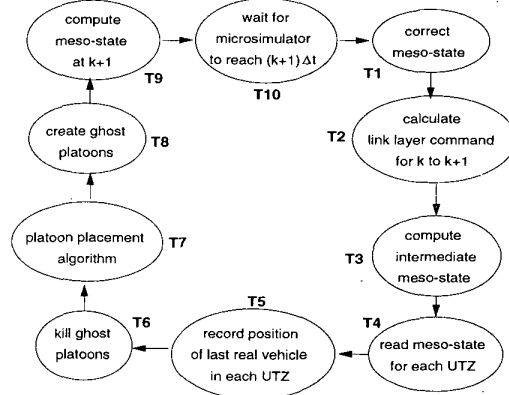 compute
meso-state
at k+1
T9
wait for
microsimulator
to reach (k+1) Δt
T10
correct
meso-state
T1
calculate
link layer command
for k to k+1
T2
compute
intermediate
meso-state
T3
read meso-state
for each UTZ
T4
record position
of last real vehicle
in each UTZ
T5
kill ghost
platoons
T6
platoon placement
algorithm
T7
create ghost
platoons
T8